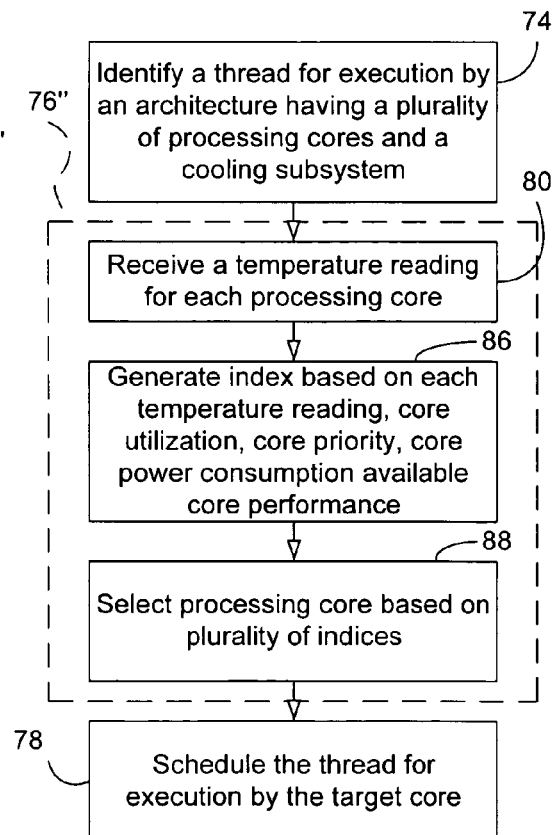 74
Identify a thread for execution by
an architecture having a plurality
of processing cores and a
cooling subsystem
76"
'
80
Receive a temperature reading
for each processing core
86
Generate index based on each
temperature reading, core
utilization, core priority, core
power consumption available
core performance
88
Select processing core based on
plurality of indices
78
Schedule the thread for
execution by the target core